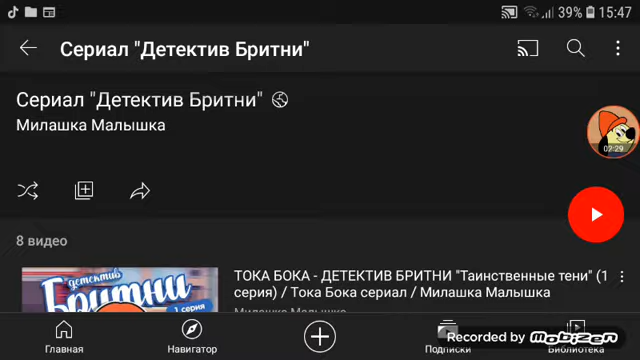 39% 15:47
Сериал "Детектив Бритни"
Сериал "Детектив Бритни"
Милашка Малышка
02:29
8 видео
детектив
Бритни
1 серия
ТОКА БОКА - ДЕТЕКТИВ БРИТНИ "Таинственные тени" (1
серия) / Тока Бока сериал / Милашка Малышка
Милашка Малышка
Главная
Навигатор
Подписки
Библиотека
Recorded by Mobizen